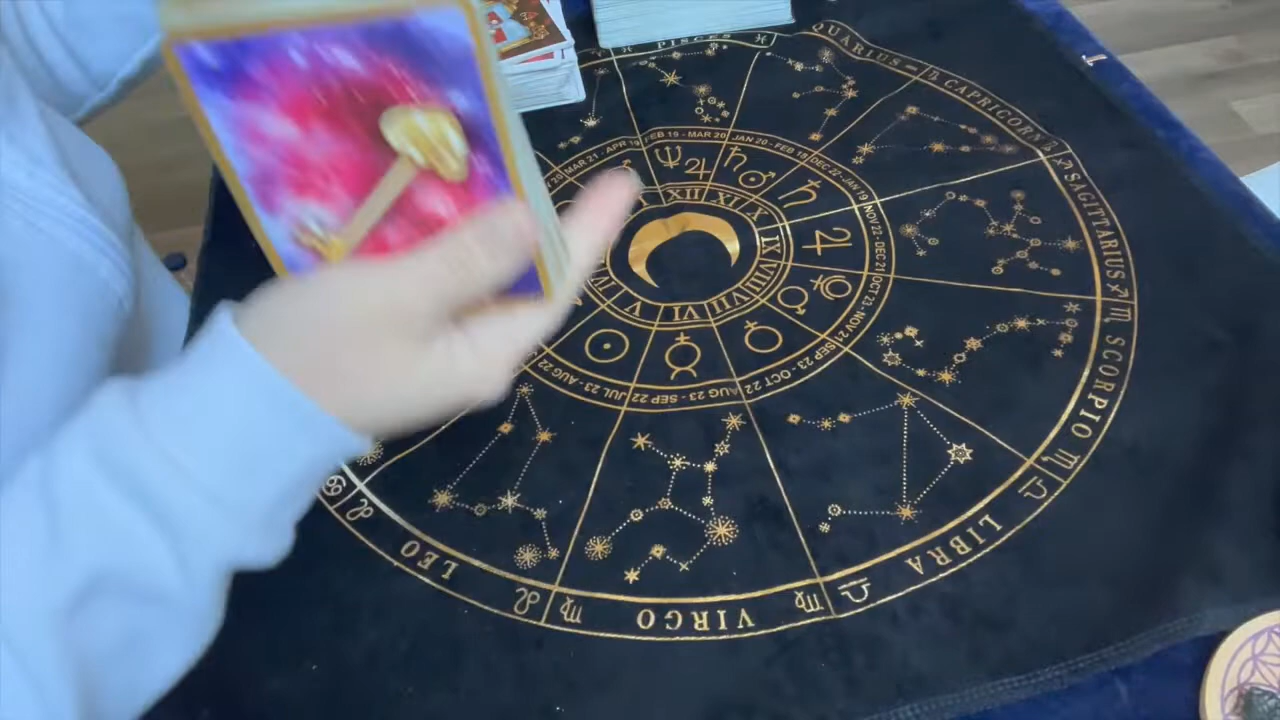 PISCES
QUARIUS
CAPRICORN
SAGITTARIUS
SCORPIO
LIBRA
VIRGO
LEO
MAR 21 - APR 19
FEB 19 - MAR 20
JAN 20 - FEB 18
DEC 22 - JAN 19
NOV 22 - DEC 21
OCT 23 - NOV 21
SEP 23 - OCT 22
AUG 23 - SEP 22
JUL 23 - AUG 22
XII
XI
X
IX
VIII
VII
VI
V